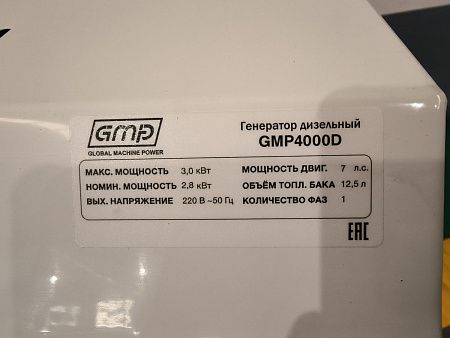 GMP
GLOBAL MACHINE POWER
Генератор дизельный
GMP4000D
МАКС. МОЩНОСТЬ 3,0 кВт МОЩНОСТЬ ДВИГ. 7 л.с.
НОМИН. МОЩНОСТЬ 2,8 кВт ОБЪЁМ ТОПЛ. БАКА 12,5 л
ВЫХ. НАПРЯЖЕНИЕ 220 В ~50 Гц КОЛИЧЕСТВО ФАЗ 1
EAC